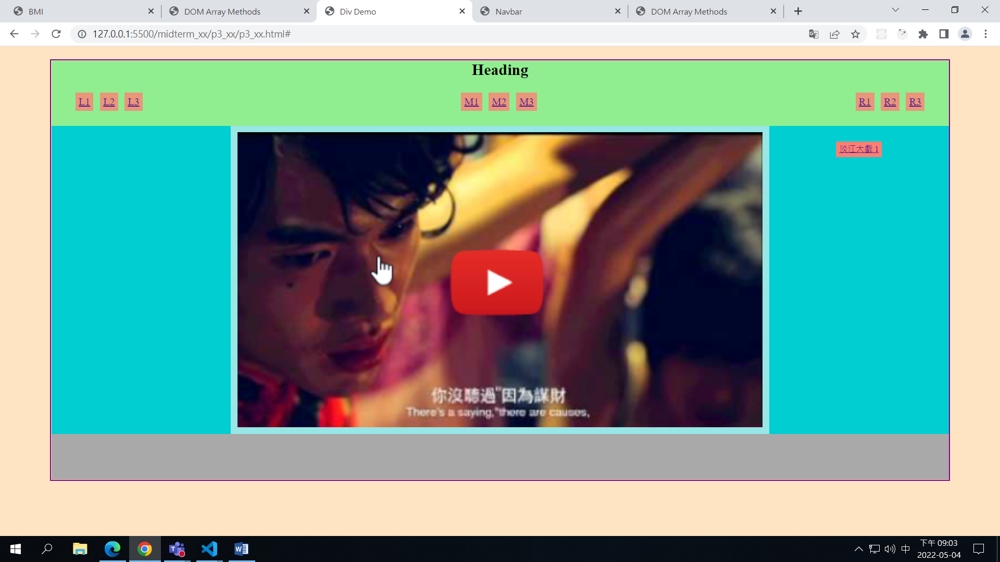 BMI
DOM Array Methods
Div Demo
Navbar
DOM Array Methods
127.0.0.1:5500/midterm_xx/p3_xx/p3_xx.html#
Heading
L1 L2 L3 M1 M2 M3 R1 R2 R3
淡江大戲 1
你沒聽過"因為謀財
There's a saying,"there are causes,
中
下午 09:03
2022-05-04